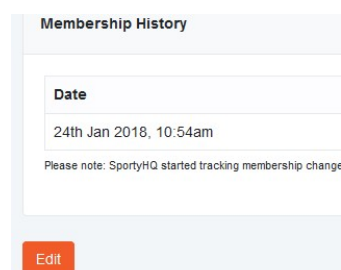 Membership History
Date
24th Jan 2018, 10:54am
Please note: SportyHQ started tracking membership change
Edit